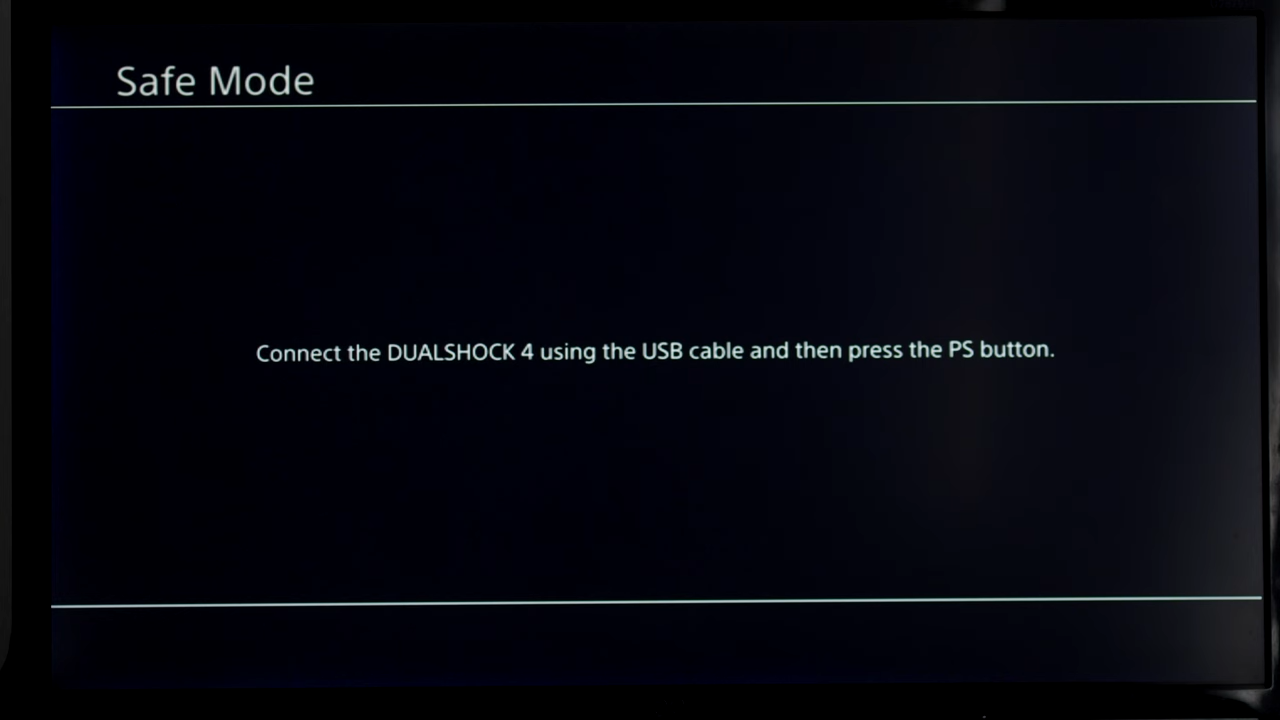 Safe Mode
Connect the DUALSHOCK 4 using the USB cable and then press the PS button.